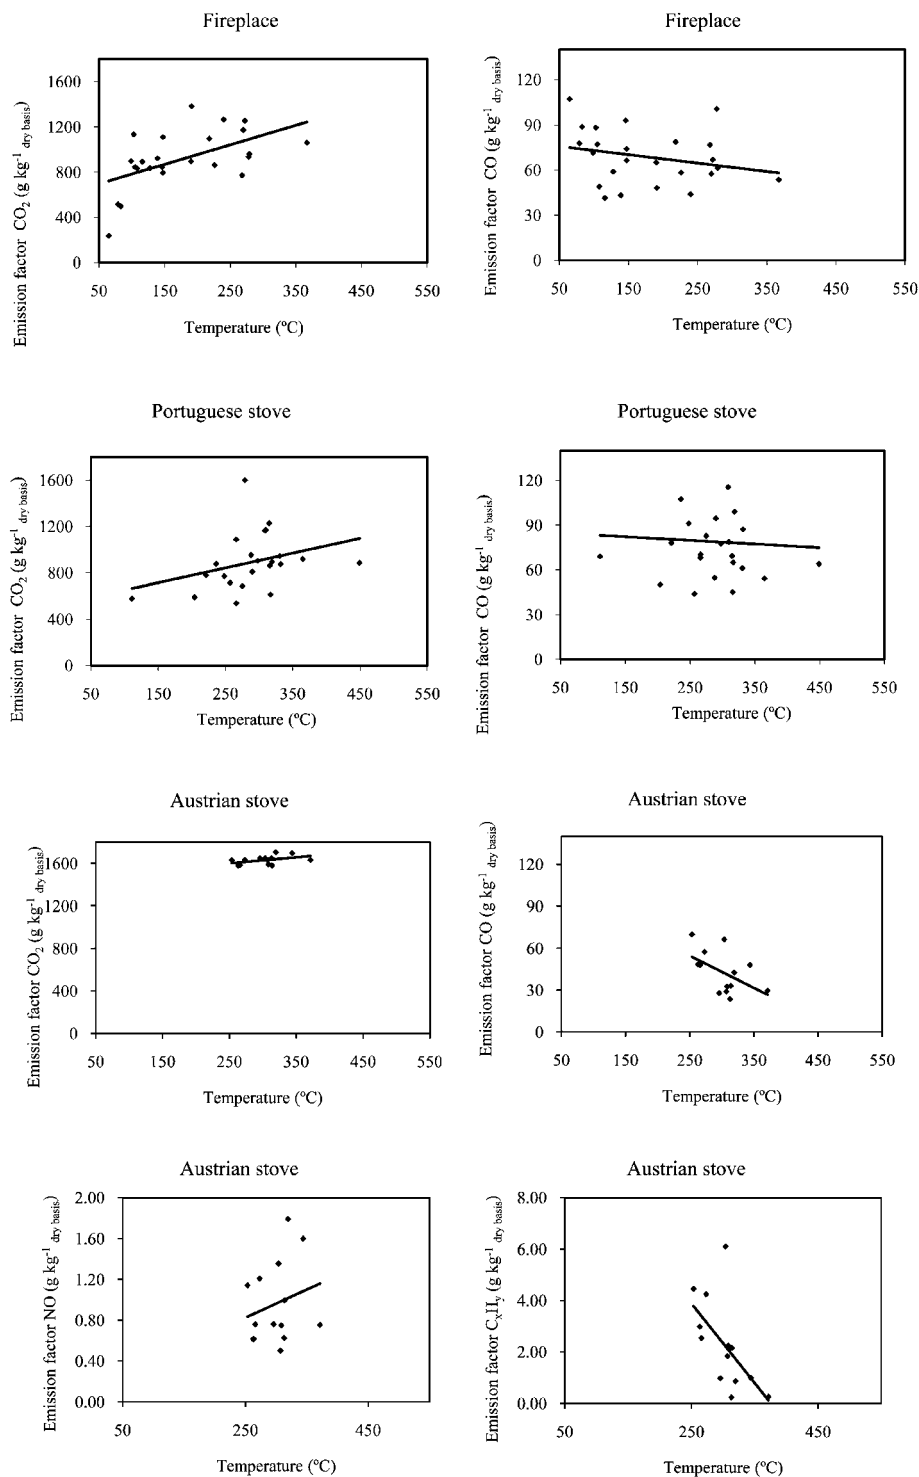 Fireplace
Emission factor CO2 (g kg-1 dry basis)
1600
1200
800
400
0
50 150 250 350 450 550
Temperature (ºC)
Fireplace
Emission factor CO (g kg-1 dry basis)
120
90
60
30
0
50 150 250 350 450 550
Temperature (ºC)
Portuguese stove
Emission factor CO2 (g kg-1 dry basis)
1600
1200
800
400
0
50 150 250 350 450 550
Temperature (ºC)
Portuguese stove
Emission factor CO (g kg-1 dry basis)
120
90
60
30
0
50 150 250 350 450 550
Temperature (ºC)
Austrian stove
Emission factor CO2 (g kg-1 dry basis)
1600
1200
800
400
0
50 150 250 350 450 550
Temperature (ºC)
Austrian stove
Emission factor CO (g kg-1 dry basis)
120
90
60
30
0
50 150 250 350 450 550
Temperature (ºC)
Austrian stove
Emission factor NO (g kg-1 dry basis)
2.00
1.60
1.20
0.80
0.40
0.00
50 250 450
Temperature (ºC)
Austrian stove
Emission factor CxHy (g kg-1 dry basis)
8.00
6.00
4.00
2.00
0.00
50 250 450
Temperature (ºC)